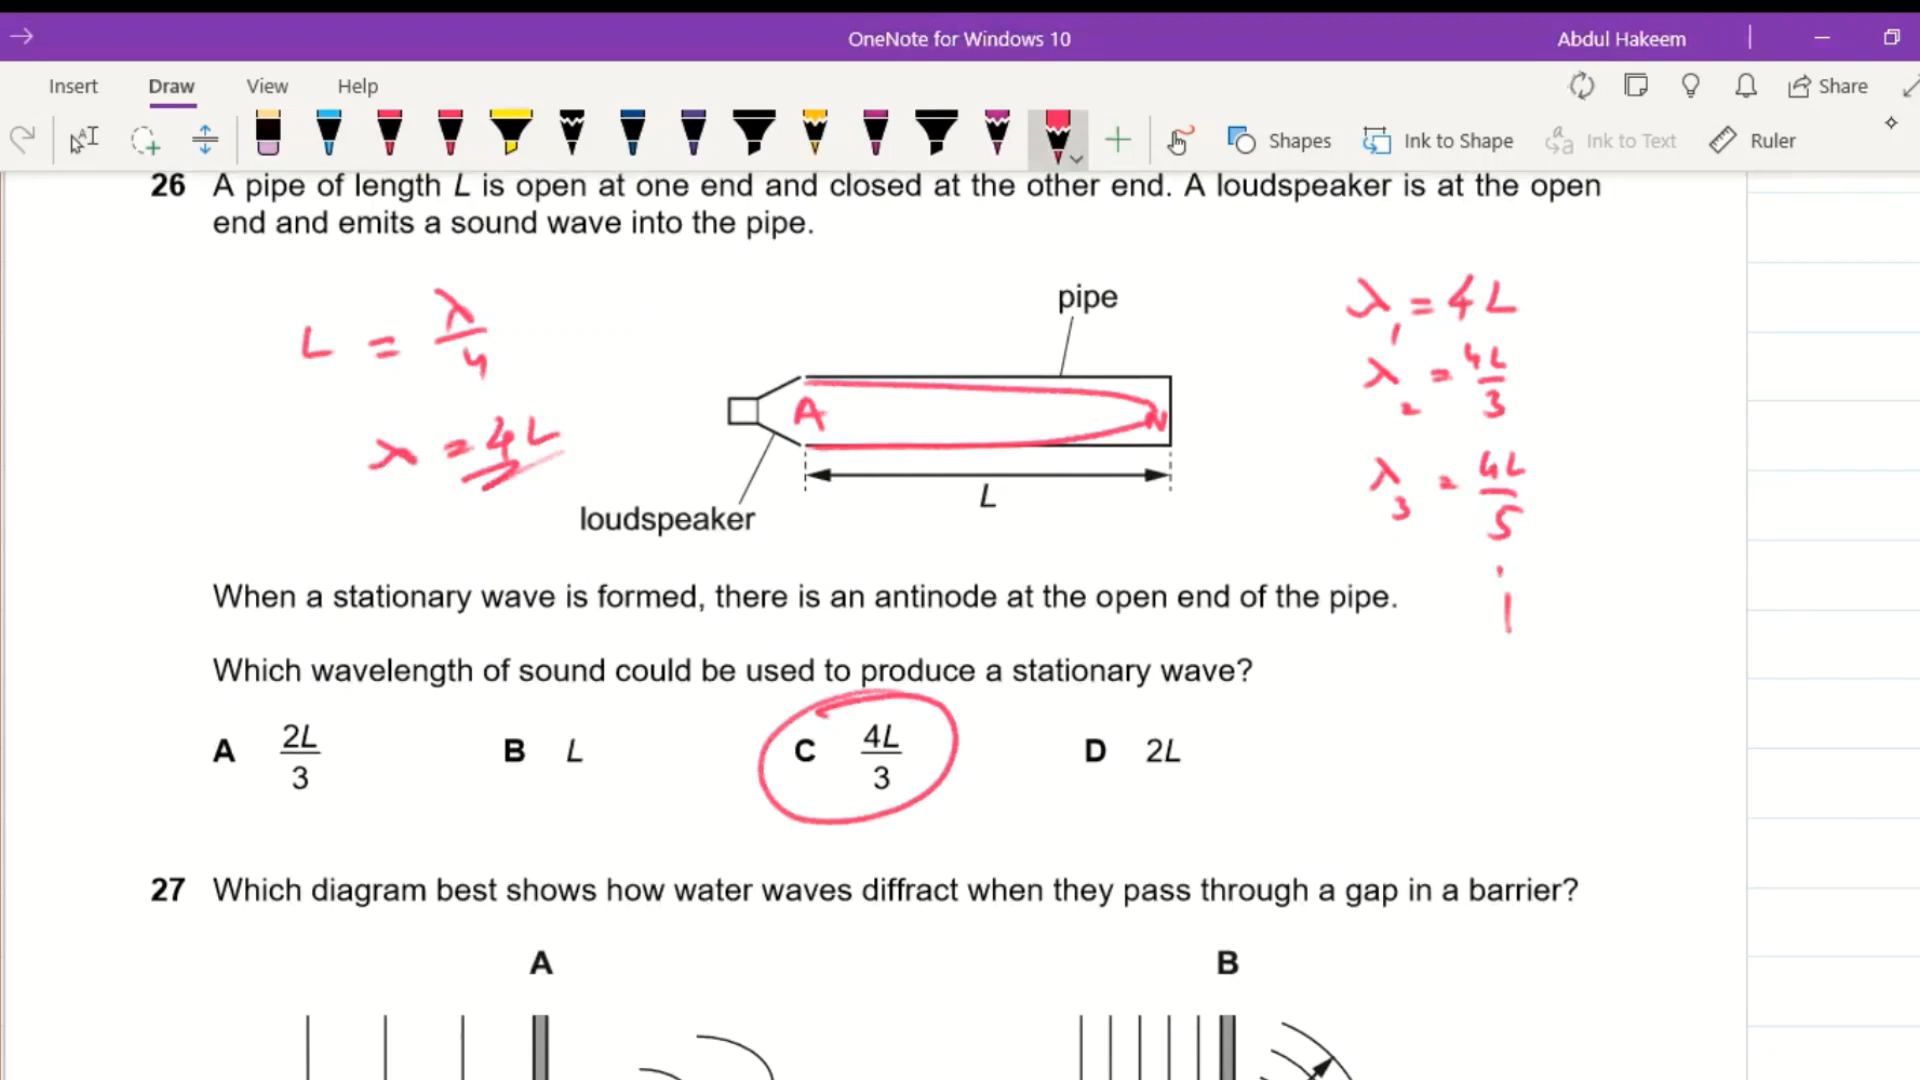 OneNote for Windows 10
Abdul Hakeem
Insert Draw View Help
Share
Shapes
Ink to Shape
Ink to Text
Ruler
26 A pipe of length L is open at one end and closed at the other end. A loudspeaker is at the open
end and emits a sound wave into the pipe.
L = λ/4
λ = 4L
pipe
A
N
L
loudspeaker
λ1 = 4L
λ2 = 4L/3
λ3 = 4L/5
When a stationary wave is formed, there is an antinode at the open end of the pipe.
Which wavelength of sound could be used to produce a stationary wave?
A 2L/3 B L C 4L/3 D 2L
27 Which diagram best shows how water waves diffract when they pass through a gap in a barrier?
A B